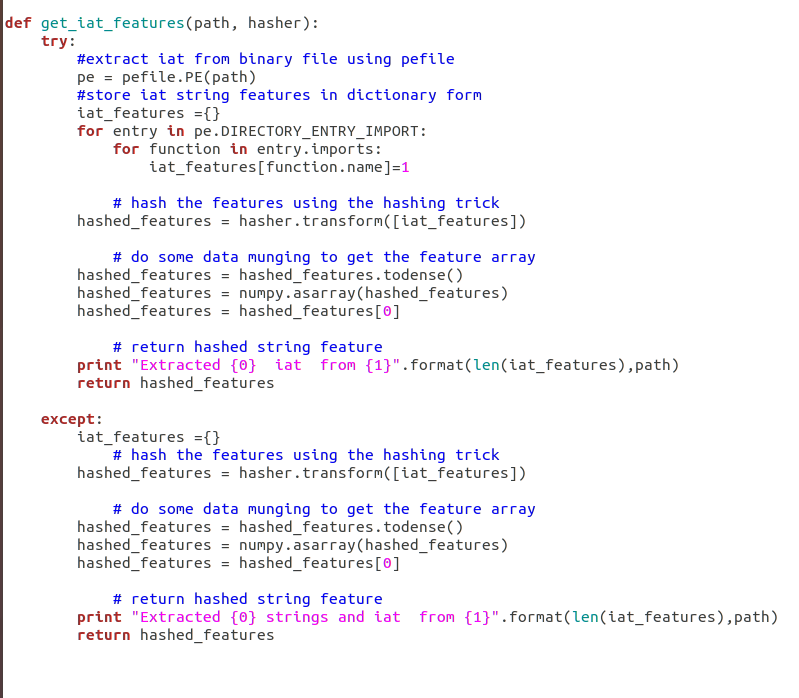 def get_iat_features(path, hasher):
    try:
        #extract iat from binary file using pefile
        pe = pefile.PE(path)
        #store iat string features in dictionary form
        iat_features ={}
        for entry in pe.DIRECTORY_ENTRY_IMPORT:
            for function in entry.imports:
                iat_features[function.name]=1

            # hash the features using the hashing trick
        hashed_features = hasher.transform([iat_features])

            # do some data munging to get the feature array
        hashed_features = hashed_features.todense()
        hashed_features = numpy.asarray(hashed_features)
        hashed_features = hashed_features[0]

            # return hashed string feature
        print "Extracted {0}  iat  from {1}".format(len(iat_features),path)
        return hashed_features

    except:
        iat_features ={}
            # hash the features using the hashing trick
        hashed_features = hasher.transform([iat_features])

            # do some data munging to get the feature array
        hashed_features = hashed_features.todense()
        hashed_features = numpy.asarray(hashed_features)
        hashed_features = hashed_features[0]

            # return hashed string feature
        print "Extracted {0} strings and iat  from {1}".format(len(iat_features),path)
        return hashed_features